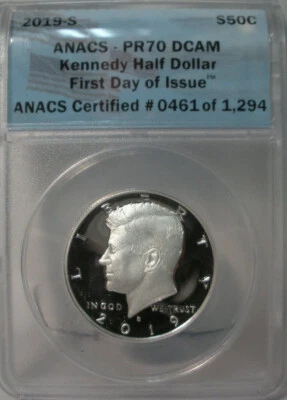 2019-S S50C
ANACS - PR70 DCAM
Kennedy Half Dollar
First Day of Issue™
ANACS Certified # 0461 of 1,294
LIBERTY
IN GOD WE TRUST
S
2019